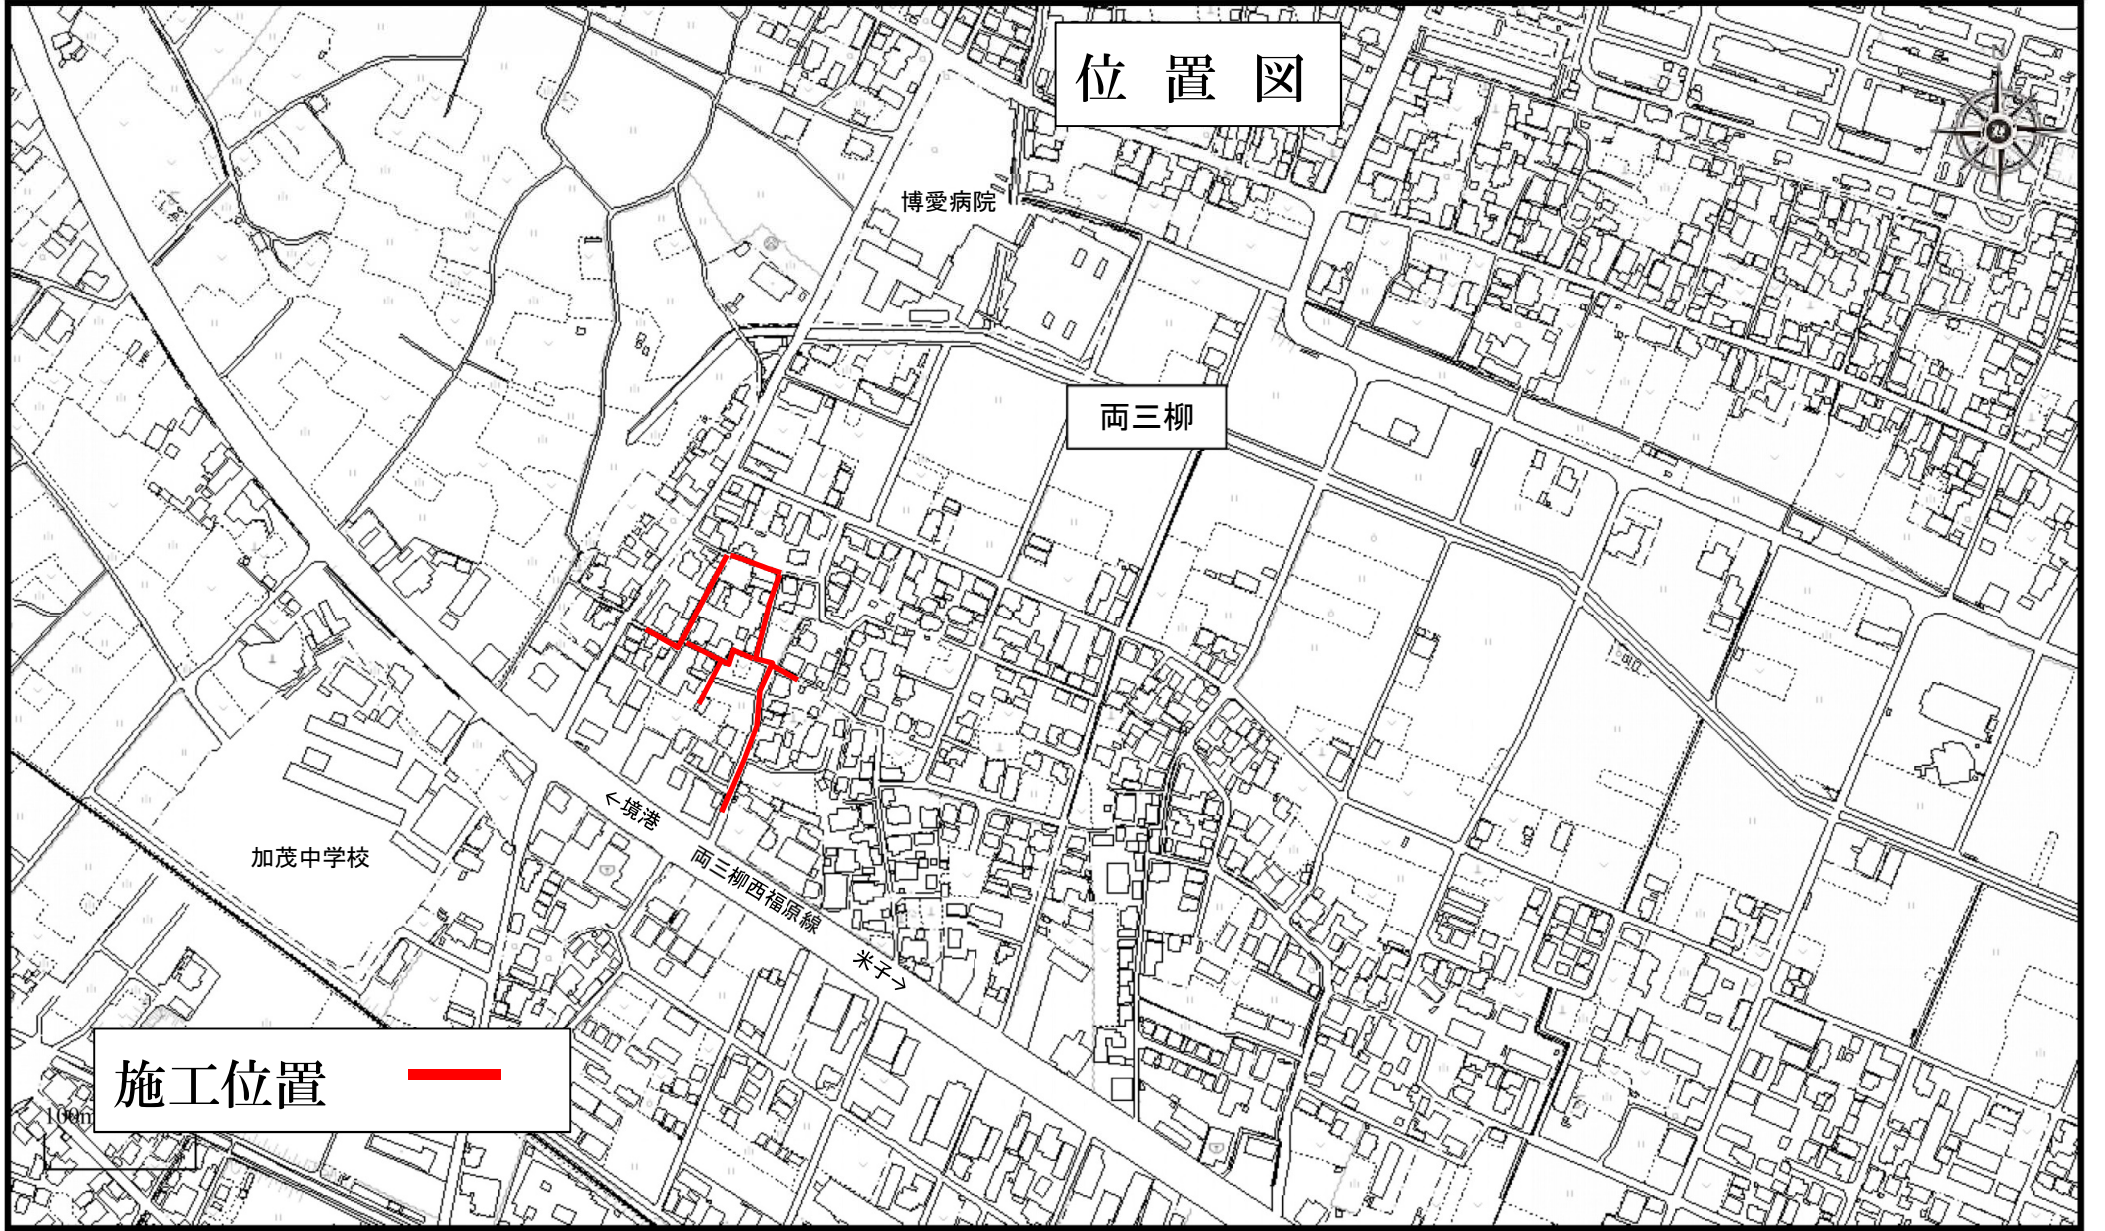 位 置 図
N
博愛病院
両三柳
←境港
加茂中学校
両三柳西福原線
米子→
施工位置
100m